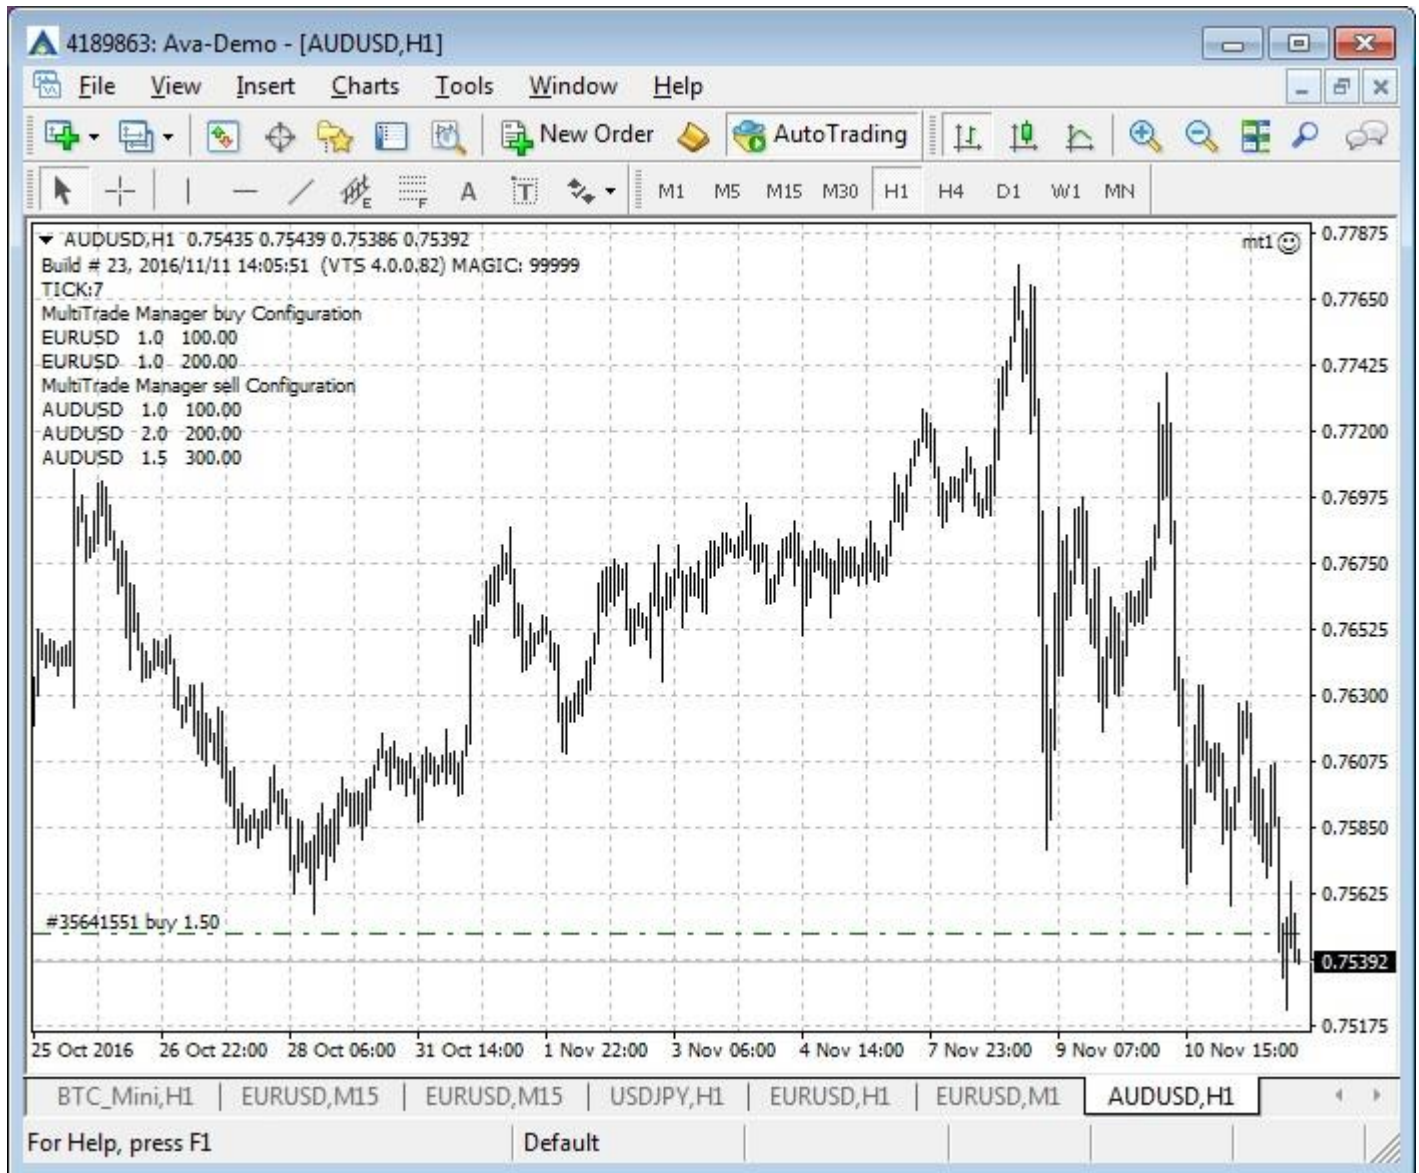 4189863: Ava-Demo - [AUDUSD,H1]
File View Insert Charts Tools Window Help
New Order AutoTrading
E F A T M1 M5 M15 M30 H1 H4 D1 W1 MN
AUDUSD,H1 0.75435 0.75439 0.75386 0.75392
mt1
Build # 23, 2016/11/11 14:05:51 (VTS 4.0.0.82) MAGIC: 99999
TICK:7
MultiTrade Manager buy Configuration
EURUSD 1.0 100.00
EURUSD 1.0 200.00
MultiTrade Manager sell Configuration
AUDUSD 1.0 100.00
AUDUSD 2.0 200.00
AUDUSD 1.5 300.00
#35641551 buy 1.50
0.77875
0.77650
0.77425
0.77200
0.76975
0.76750
0.76525
0.76300
0.76075
0.75850
0.75625
0.75392
0.75175
25 Oct 2016 26 Oct 22:00 28 Oct 06:00 31 Oct 14:00 1 Nov 22:00 3 Nov 06:00 4 Nov 14:00 7 Nov 23:00 9 Nov 07:00 10 Nov 15:00
BTC_Mini,H1 EURUSD,M15 EURUSD,M15 USDJPY,H1 EURUSD,H1 EURUSD,M1 AUDUSD,H1
For Help, press F1 Default